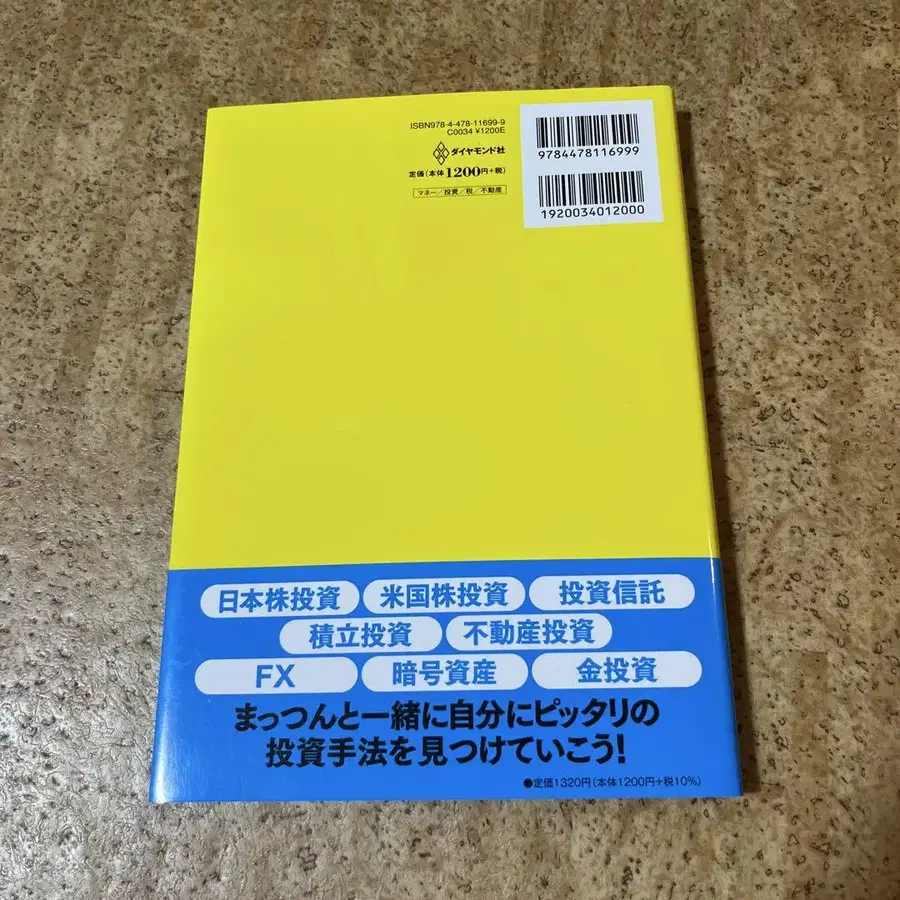 ISBN978-4-478-11699-9
C0034 ¥1200E
ダイヤモンド社
定価(本体1200円+税)
マネー/投資/税/不動産
9784478116999
1920034012000
日本株投資 米国株投資 投資信託
積立投資 不動産投資
FX 暗号資産 金投資
まっつんと一緒に自分にピッタリの
投資手法を見つけていこう!
●定価1320円(本体1200円+税10%)